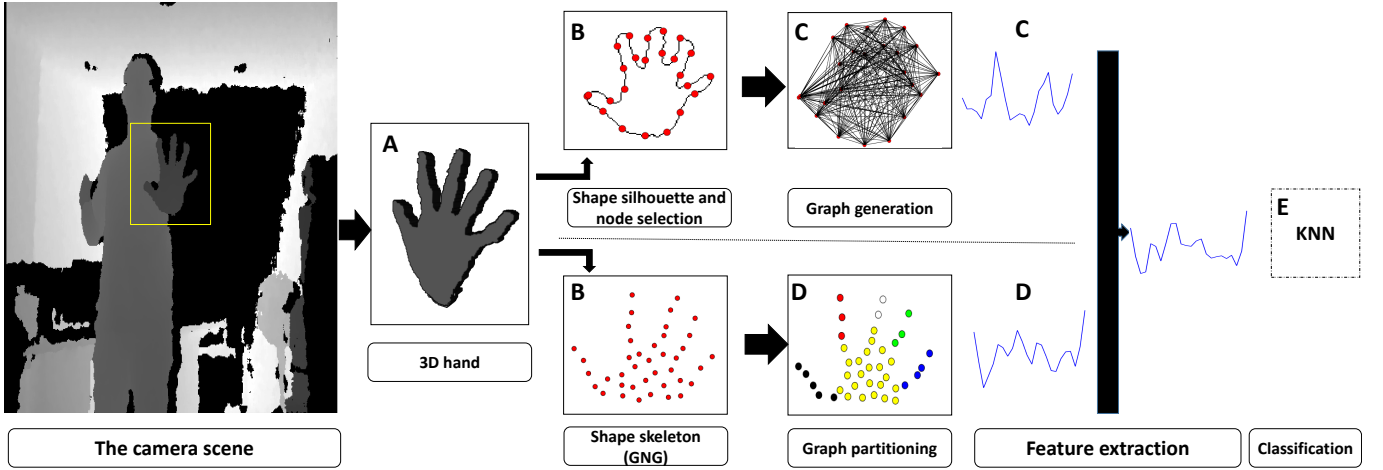 A
B
C
C
Shape silhouette and
node selection
Graph generation
E
KNN
B
D
D
3D hand
The camera scene
Shape skeleton
(GNG)
Graph partitioning
Feature extraction
Classification